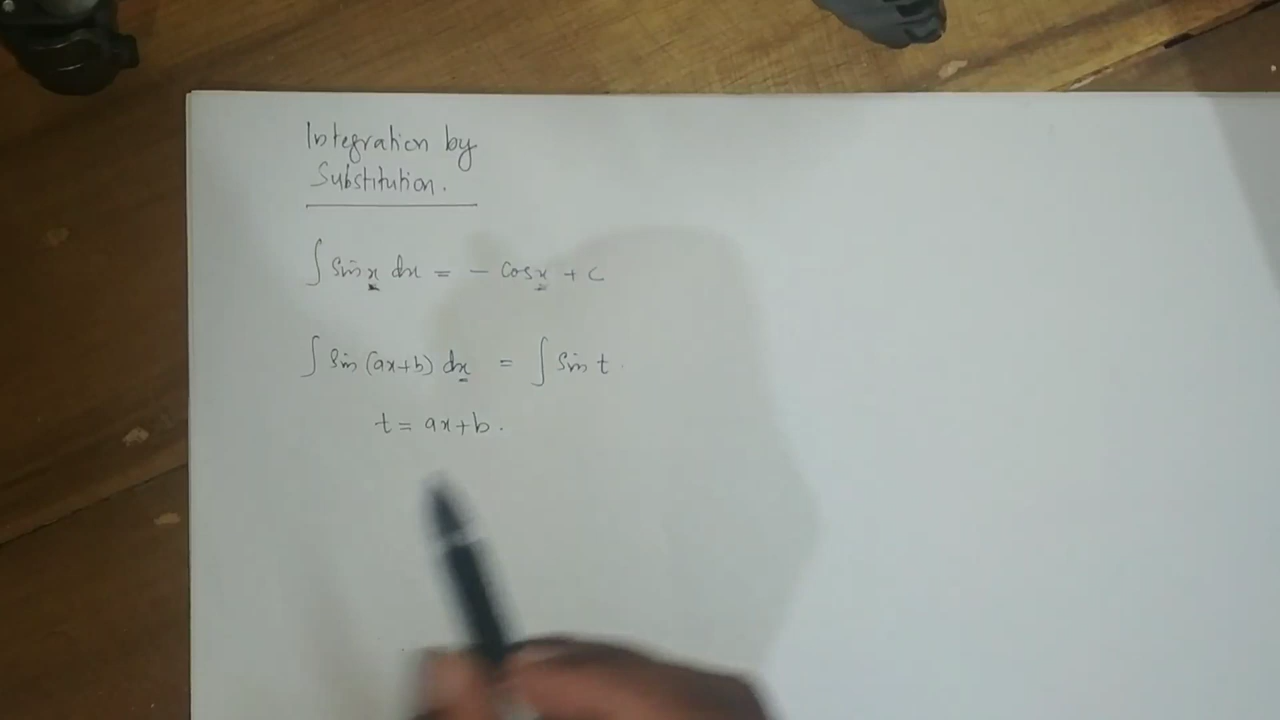 Integration by
Substitution.
∫ sin x dx = - cos x + c
∫ sin (ax+b) dx = ∫ sin t
t = ax+b.